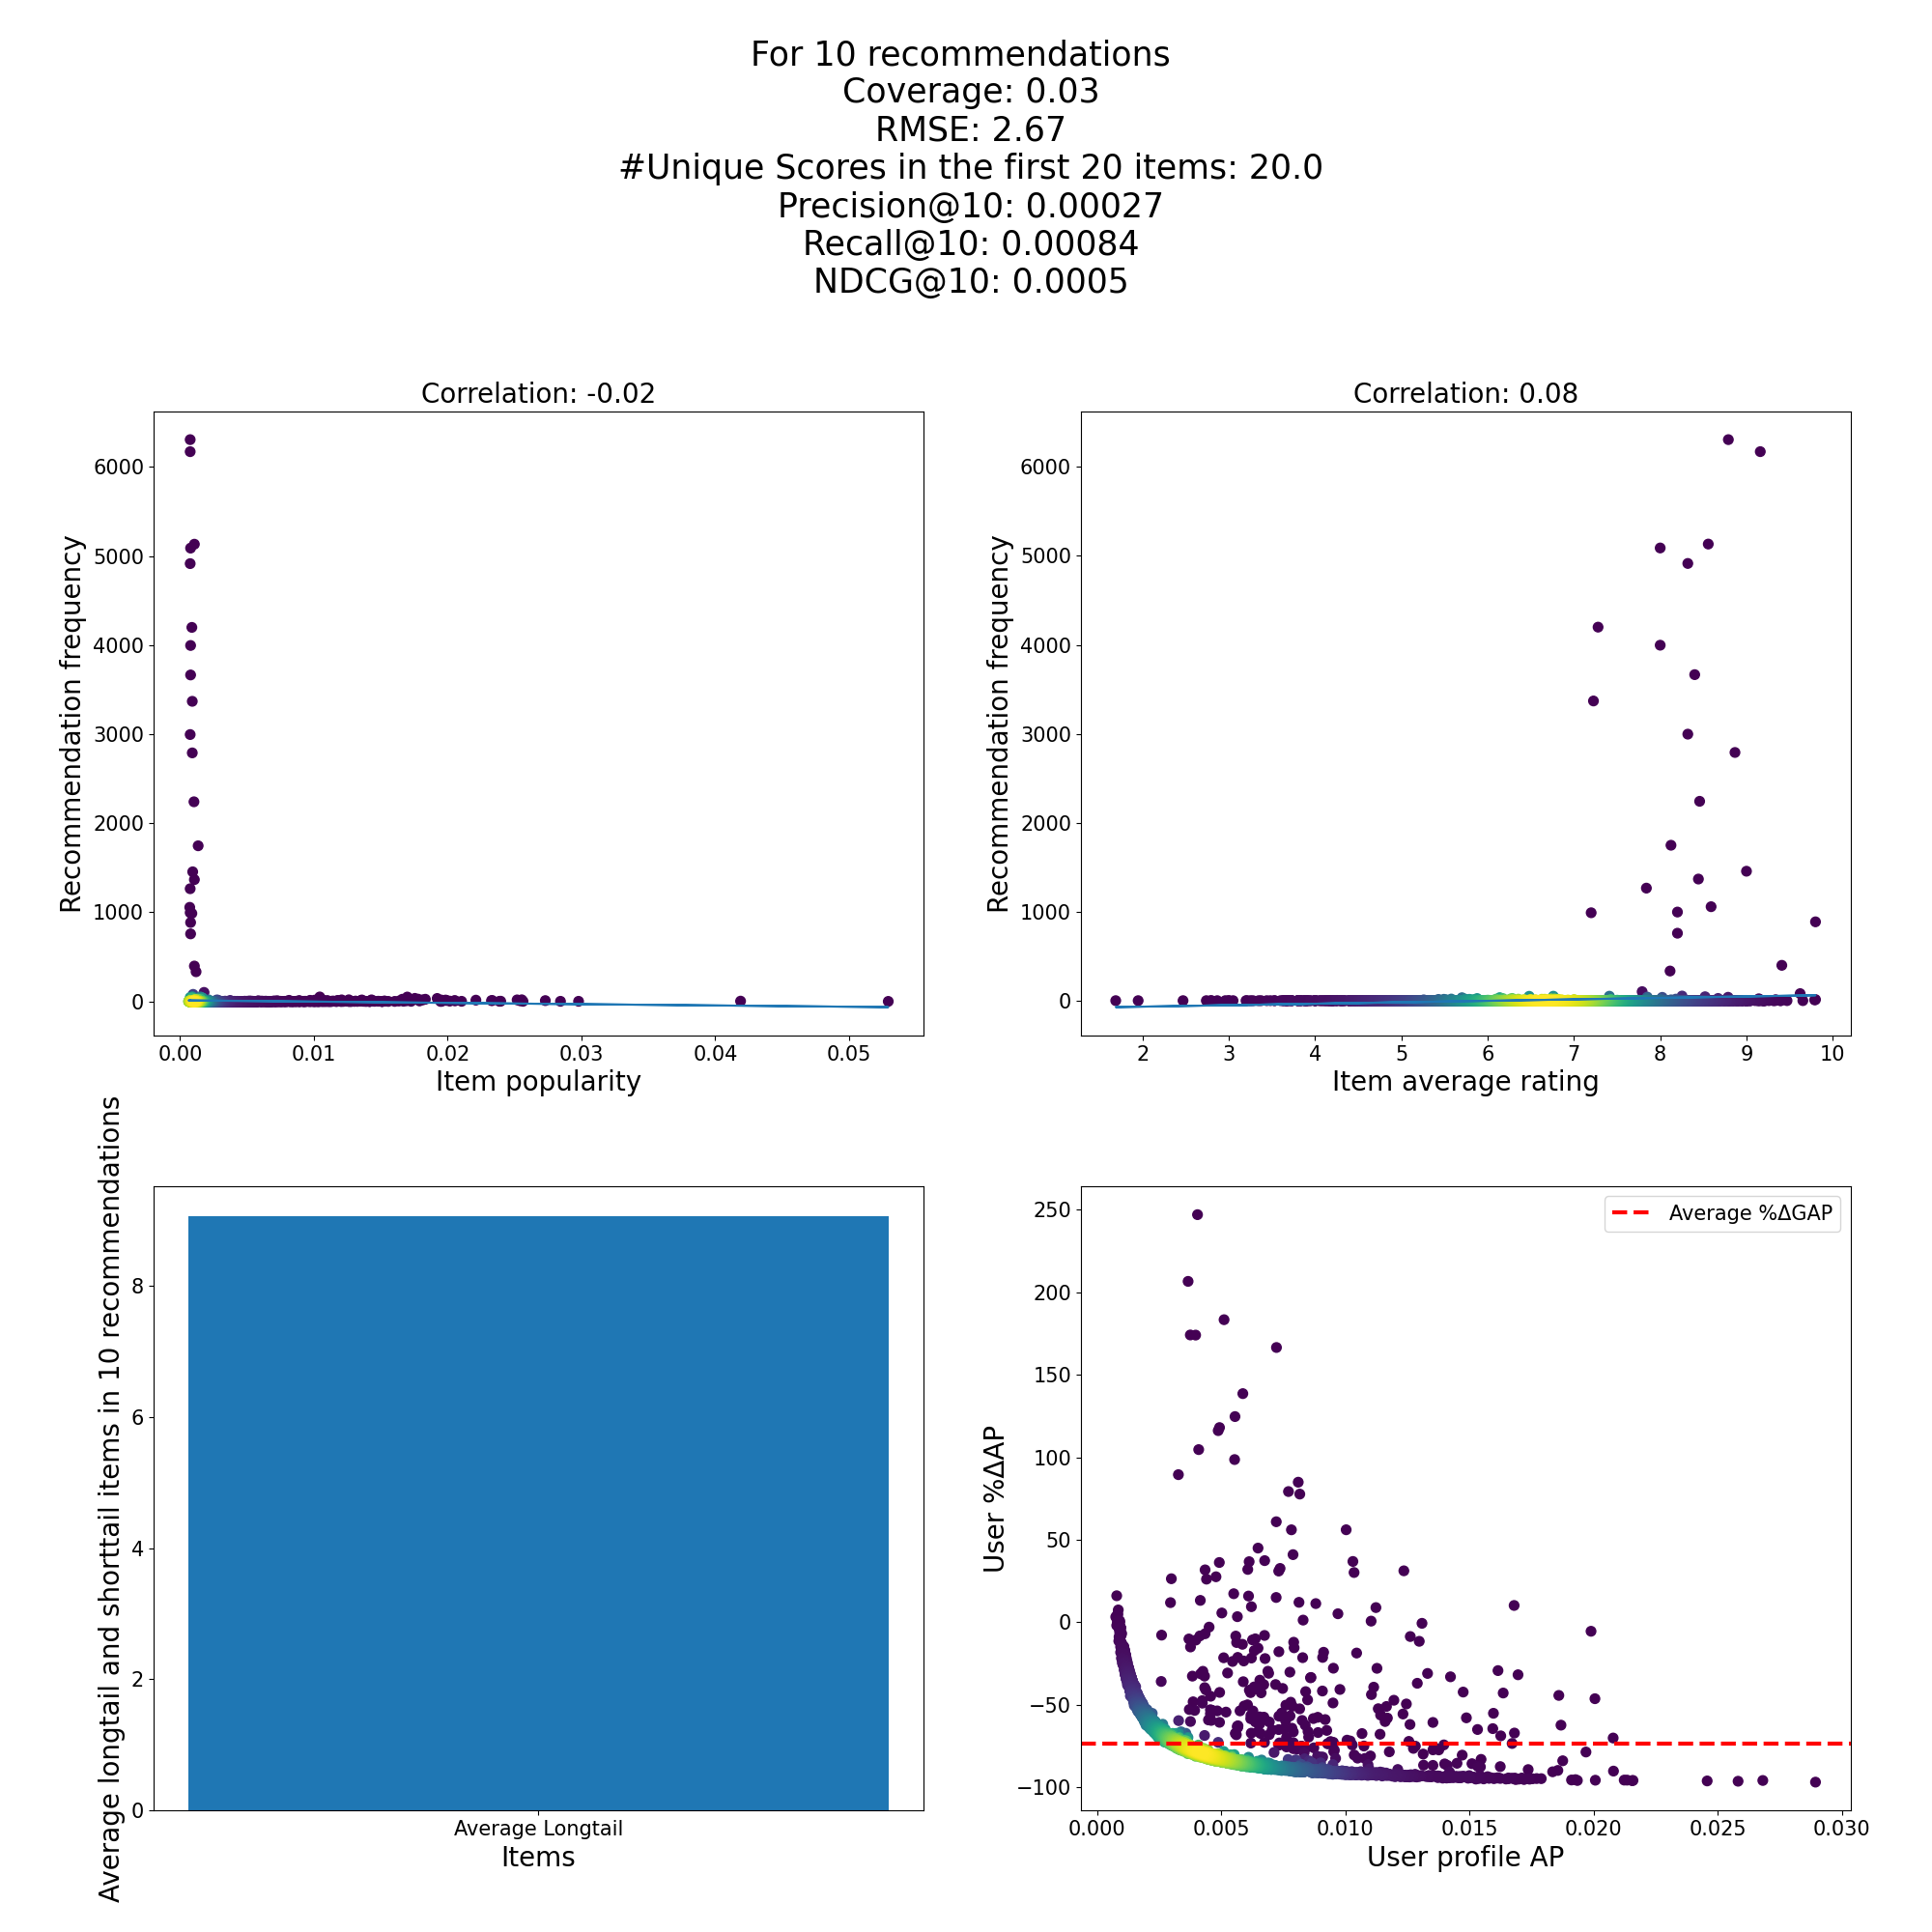 For 10 recommendations
Coverage: 0.03
RMSE: 2.67
#Unique Scores in the first 20 items: 20.0
Precision@10: 0.00027
Recall@10: 0.00084
NDCG@10: 0.0005
Correlation: -0.02
Recommendation frequency
6000
5000
4000
3000
2000
1000
0
0.00 0.01 0.02 0.03 0.04 0.05
Item popularity
Correlation: 0.08
Recommendation frequency
6000
5000
4000
3000
2000
1000
0
2 3 4 5 6 7 8 9 10
Item average rating
Average longtail and shorttail items in 10 recommendations
8
6
4
2
0
Average Longtail
Items
Average %ΔGAP
User %ΔAP
250
200
150
100
50
0
−50
−100
0.000 0.005 0.010 0.015 0.020 0.025 0.030
User profile AP